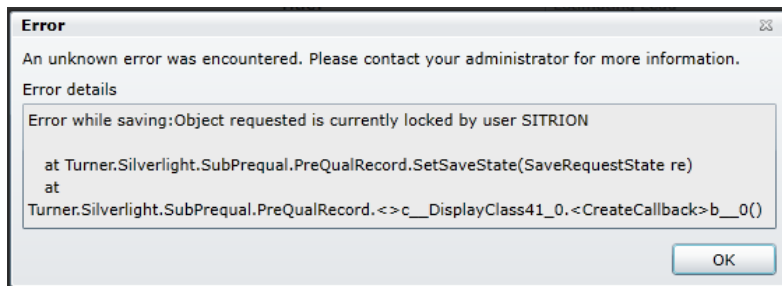 Error
An unknown error was encountered. Please contact your administrator for more information.
Error details
Error while saving:Object requested is currently locked by user SITRION
at Turner.Silverlight.SubPrequal.PreQualRecord.SetSaveState(SaveRequestState re)
at
Turner.Silverlight.SubPrequal.PreQualRecord.<>c__DisplayClass41_0.<CreateCallback>b__0()
OK